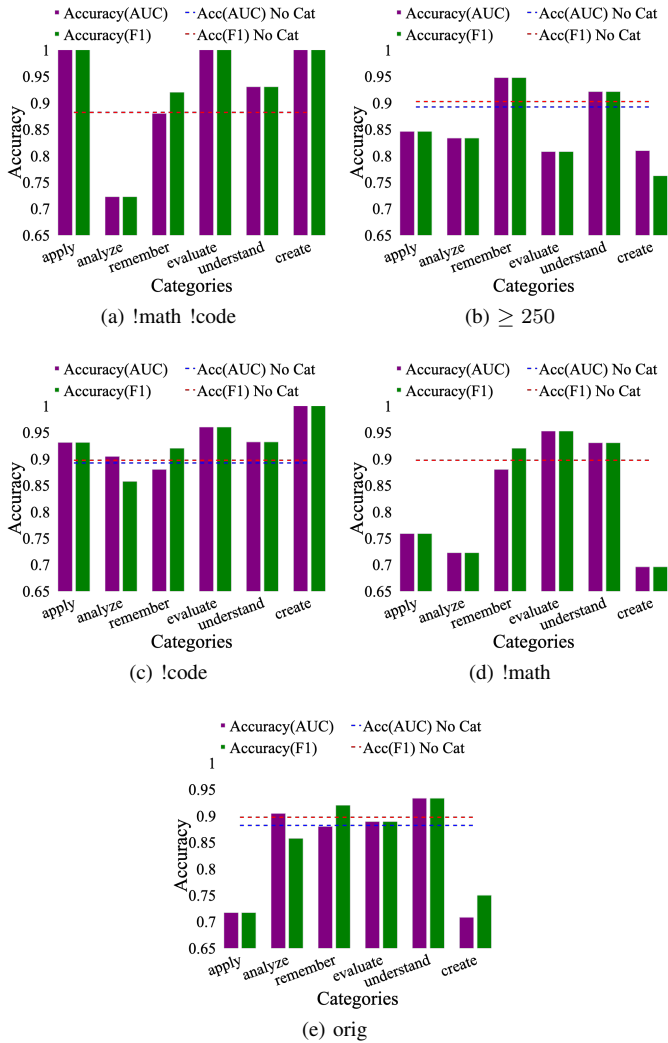 Accuracy(AUC) Acc(AUC) No Cat
Accuracy(F1) Acc(F1) No Cat
1
0.95
0.9
0.85
0.8
0.75
0.7
0.65
Accuracy
apply analyze remember evaluate understand create
Categories
(a) !math !code
Accuracy(AUC) Acc(AUC) No Cat
Accuracy(F1) Acc(F1) No Cat
1
0.95
0.9
0.85
0.8
0.75
0.7
0.65
Accuracy
apply analyze remember evaluate understand create
Categories
(b) ≥ 250
Accuracy(AUC) Acc(AUC) No Cat
Accuracy(F1) Acc(F1) No Cat
1
0.95
0.9
0.85
0.8
0.75
0.7
0.65
Accuracy
apply analyze remember evaluate understand create
Categories
(c) !code
Accuracy(AUC) Acc(AUC) No Cat
Accuracy(F1) Acc(F1) No Cat
1
0.95
0.9
0.85
0.8
0.75
0.7
0.65
Accuracy
apply analyze remember evaluate understand create
Categories
(d) !math
Accuracy(AUC) Acc(AUC) No Cat
Accuracy(F1) Acc(F1) No Cat
1
0.95
0.9
0.85
0.8
0.75
0.7
0.65
Accuracy
apply analyze remember evaluate understand create
Categories
(e) orig